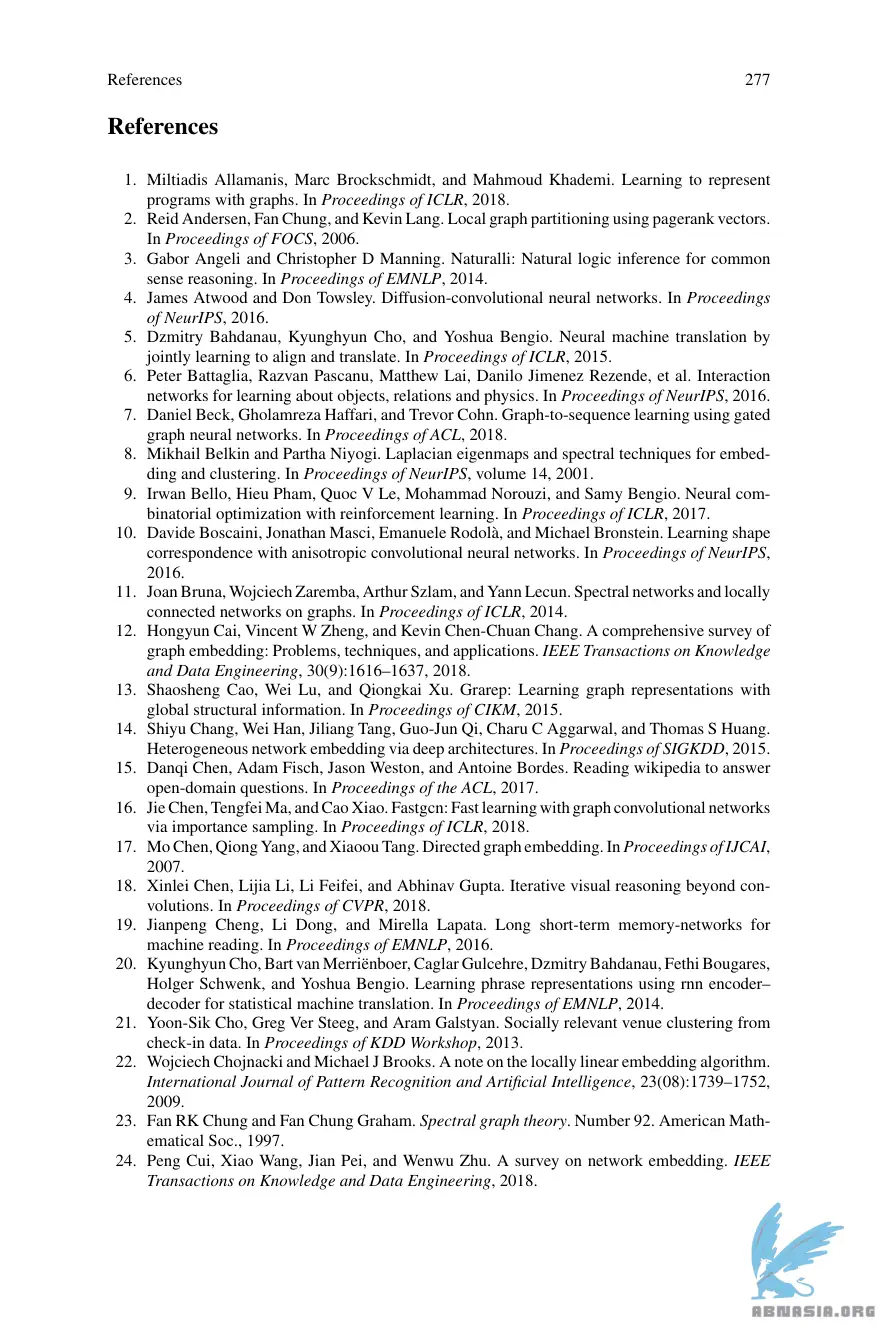 References 277
References
1. Miltiadis Allamanis, Marc Brockschmidt, and Mahmoud Khademi. Learning to represent
programs with graphs. In Proceedings of ICLR, 2018.
2. Reid Andersen, Fan Chung, and Kevin Lang. Local graph partitioning using pagerank vectors.
In Proceedings of FOCS, 2006.
3. Gabor Angeli and Christopher D Manning. Naturalli: Natural logic inference for common
sense reasoning. In Proceedings of EMNLP, 2014.
4. James Atwood and Don Towsley. Diffusion-convolutional neural networks. In Proceedings
of NeurIPS, 2016.
5. Dzmitry Bahdanau, Kyunghyun Cho, and Yoshua Bengio. Neural machine translation by
jointly learning to align and translate. In Proceedings of ICLR, 2015.
6. Peter Battaglia, Razvan Pascanu, Matthew Lai, Danilo Jimenez Rezende, et al. Interaction
networks for learning about objects, relations and physics. In Proceedings of NeurIPS, 2016.
7. Daniel Beck, Gholamreza Haffari, and Trevor Cohn. Graph-to-sequence learning using gated
graph neural networks. In Proceedings of ACL, 2018.
8. Mikhail Belkin and Partha Niyogi. Laplacian eigenmaps and spectral techniques for embed-
ding and clustering. In Proceedings of NeurIPS, volume 14, 2001.
9. Irwan Bello, Hieu Pham, Quoc V Le, Mohammad Norouzi, and Samy Bengio. Neural com-
binatorial optimization with reinforcement learning. In Proceedings of ICLR, 2017.
10. Davide Boscaini, Jonathan Masci, Emanuele Rodolà, and Michael Bronstein. Learning shape
correspondence with anisotropic convolutional neural networks. In Proceedings of NeurIPS,
2016.
11. Joan Bruna, Wojciech Zaremba, Arthur Szlam, and Yann Lecun. Spectral networks and locally
connected networks on graphs. In Proceedings of ICLR, 2014.
12. Hongyun Cai, Vincent W Zheng, and Kevin Chen-Chuan Chang. A comprehensive survey of
graph embedding: Problems, techniques, and applications. IEEE Transactions on Knowledge
and Data Engineering, 30(9):1616–1637, 2018.
13. Shaosheng Cao, Wei Lu, and Qiongkai Xu. Grarep: Learning graph representations with
global structural information. In Proceedings of CIKM, 2015.
14. Shiyu Chang, Wei Han, Jiliang Tang, Guo-Jun Qi, Charu C Aggarwal, and Thomas S Huang.
Heterogeneous network embedding via deep architectures. In Proceedings of SIGKDD, 2015.
15. Danqi Chen, Adam Fisch, Jason Weston, and Antoine Bordes. Reading wikipedia to answer
open-domain questions. In Proceedings of the ACL, 2017.
16. Jie Chen, Tengfei Ma, and Cao Xiao. Fastgcn: Fast learning with graph convolutional networks
via importance sampling. In Proceedings of ICLR, 2018.
17. Mo Chen, Qiong Yang, and Xiaoou Tang. Directed graph embedding. In Proceedings of IJCAI,
2007.
18. Xinlei Chen, Lijia Li, Li Feifei, and Abhinav Gupta. Iterative visual reasoning beyond con-
volutions. In Proceedings of CVPR, 2018.
19. Jianpeng Cheng, Li Dong, and Mirella Lapata. Long short-term memory-networks for
machine reading. In Proceedings of EMNLP, 2016.
20. Kyunghyun Cho, Bart van Merriënboer, Caglar Gulcehre, Dzmitry Bahdanau, Fethi Bougares,
Holger Schwenk, and Yoshua Bengio. Learning phrase representations using rnn encoder–
decoder for statistical machine translation. In Proceedings of EMNLP, 2014.
21. Yoon-Sik Cho, Greg Ver Steeg, and Aram Galstyan. Socially relevant venue clustering from
check-in data. In Proceedings of KDD Workshop, 2013.
22. Wojciech Chojnacki and Michael J Brooks. A note on the locally linear embedding algorithm.
International Journal of Pattern Recognition and Artificial Intelligence, 23(08):1739–1752,
2009.
23. Fan RK Chung and Fan Chung Graham. Spectral graph theory. Number 92. American Math-
ematical Soc., 1997.
24. Peng Cui, Xiao Wang, Jian Pei, and Wenwu Zhu. A survey on network embedding. IEEE
Transactions on Knowledge and Data Engineering, 2018.
ABNASIA.ORG